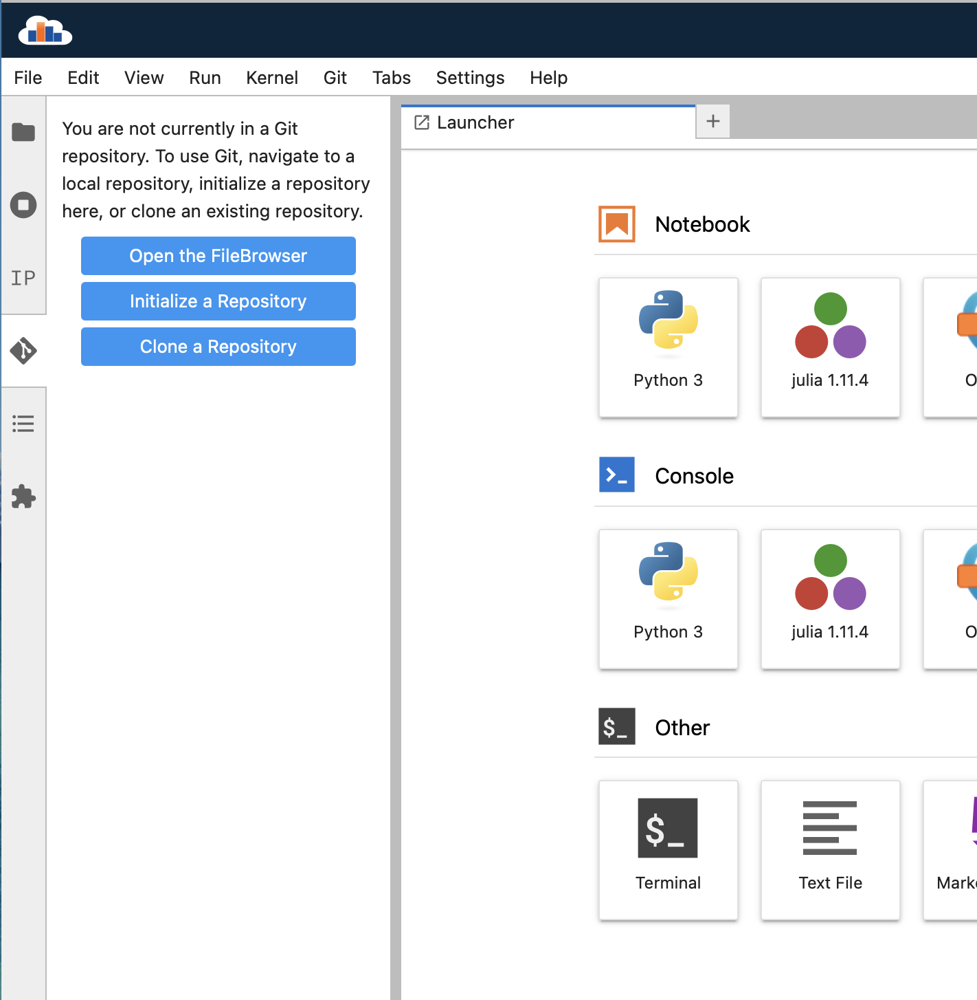 File Edit View Run Kernel Git Tabs Settings Help
IP
You are not currently in a Git
repository. To use Git, navigate to a
local repository, initialize a repository
here, or clone an existing repository.
Open the FileBrowser
Initialize a Repository
Clone a Repository
Launcher +
Notebook
Python 3
julia 1.11.4
Console
>_
Python 3
julia 1.11.4
Other
$_
$_
Terminal
Text File